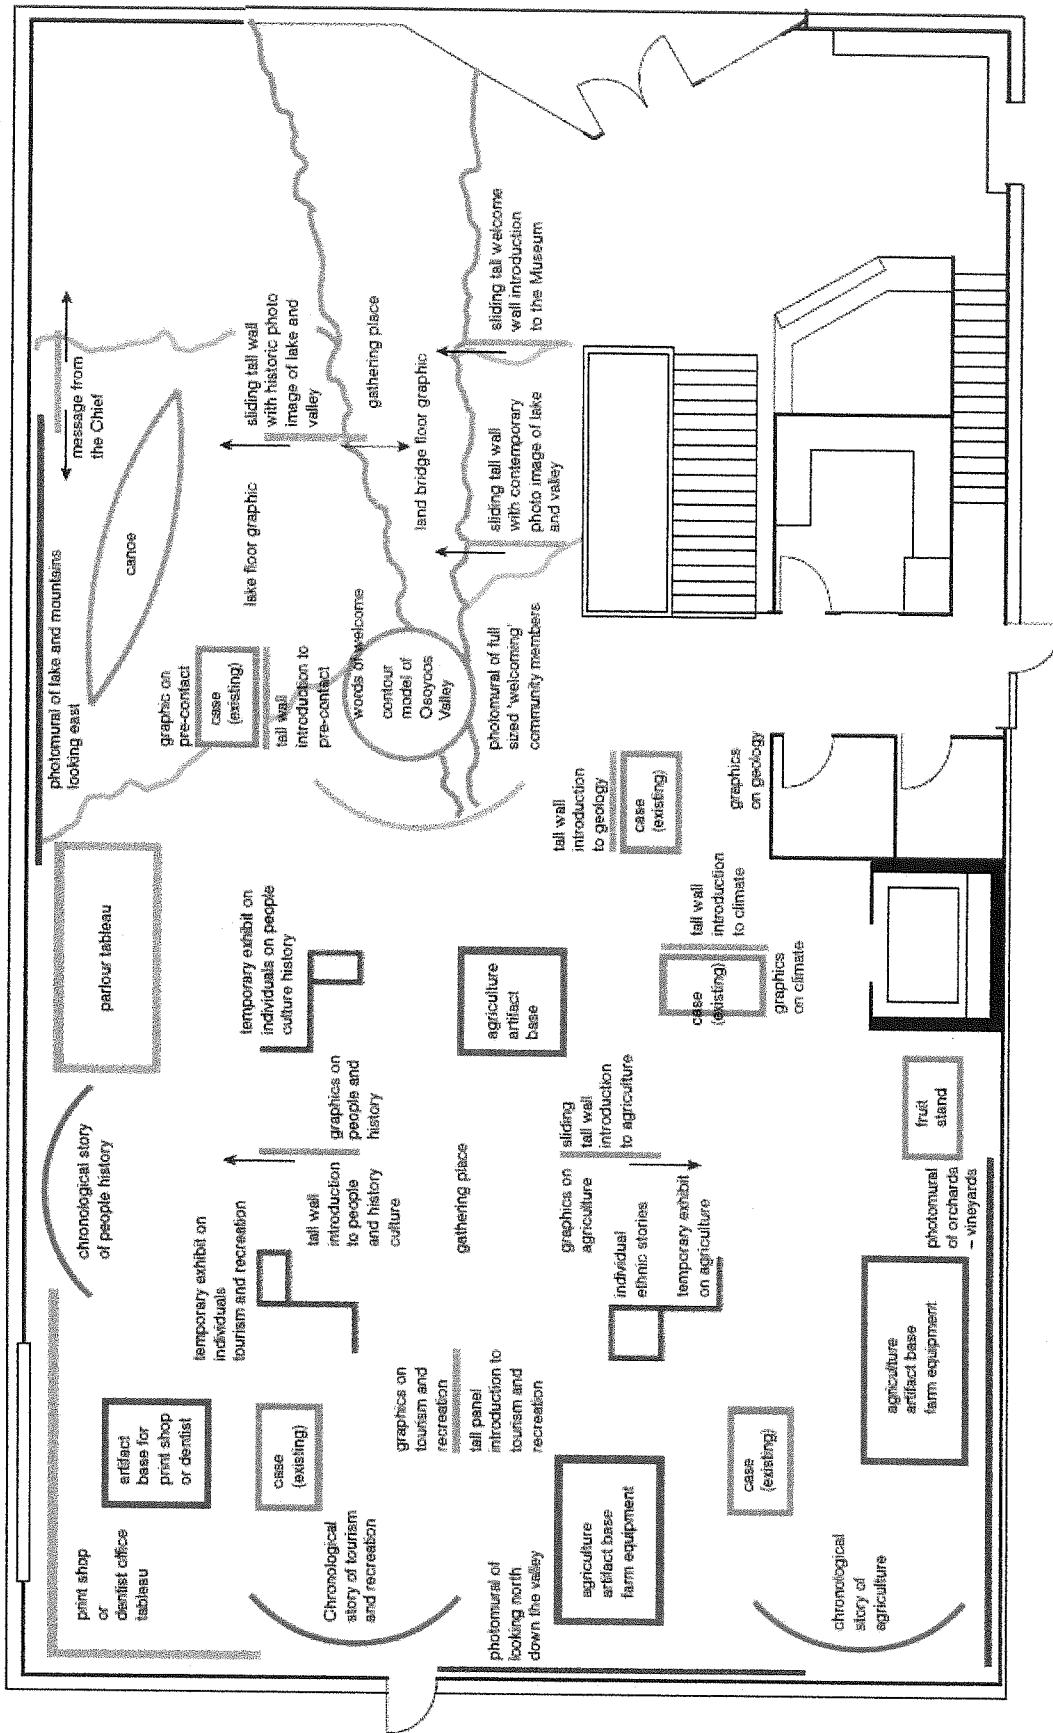 print shop
or
dentist office
tableau
artifact
base for
print shop
or dentist
chronological story
of people history
parlour tableau
photomural of lake and mountains
looking east
canoe
message from
the Chief
temporary exhibit on
individuals
tourism and recreation
graphic on
pre-contact
case
(existing)
tall wall
introduction to
pre-contact
lake floor graphic
sliding tall wall
with historic photo
image of lake and
valley
case
(existing)
Chronological
story of tourism
and recreation
tall wall
introduction
to people
and history
culture
graphics on
people and
history
temporary exhibit on
individuals on people
culture history
words of welcome
contour
model of
Osoyoos
Valley
gathering place
land bridge floor graphic
graphics on
tourism and
recreation
tall panel
introduction to
tourism and
recreation
gathering place
agriculture
artifact
base
photomural of full
sized 'welcoming'
community members
sliding tall wall
with contemporary
photo image of lake
and valley
sliding tall welcome
wall introduction
to the Museum
photomural of
looking north
down the valley
agriculture
artifact base
farm equipment
graphics on
agriculture
sliding
tall wall
introduction
to agriculture
tall wall
introduction
to geology
case
(existing)
graphics
on geology
individual
ethnic stories
temporary exhibit
on agriculture
case
(existing)
tall wall
introduction
to climate
graphics
on climate
case
(existing)
chronological
story of
agriculture
agriculture
artifact base
farm equipment
fruit
stand
photomural
of orchards
– vineyards